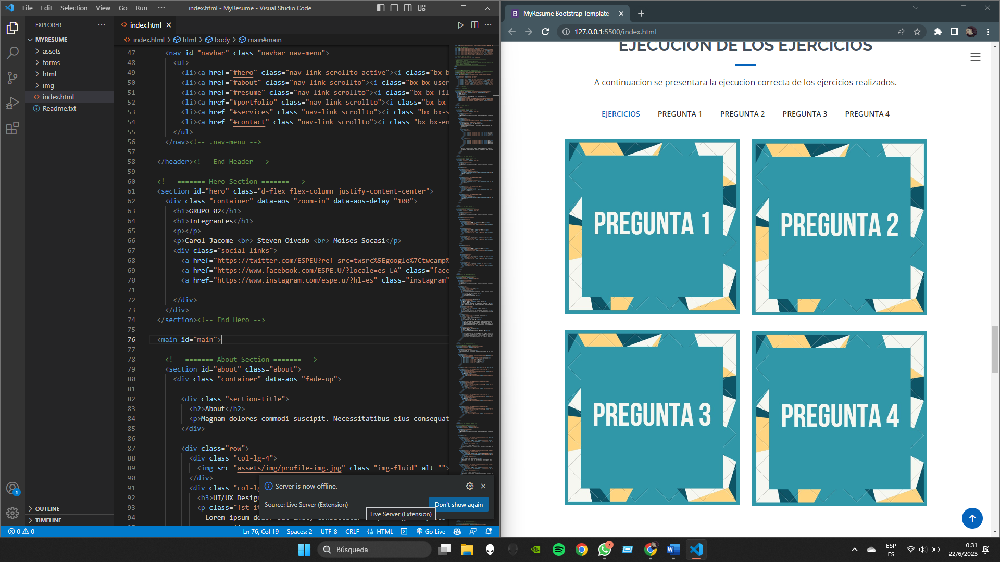 File Edit Selection View Go Run ··· index.html - MyResume - Visual Studio Code
EXPLORER
MYRESUME
assets
forms
html
img
index.html
Readme.txt
OUTLINE
TIMELINE
index.html
index.html > html > body > main#main
47 <nav id="navbar" class="navbar nav-menu">
48 <ul>
49 <li><a href="#hero" class="nav-link scrollto active"><i class="bx b
50 <li><a href="#about" class="nav-link scrollto"><i class="bx bx-user
51 <li><a href="#resume" class="nav-link scrollto"><i class="bx bx-fil
52 <li><a href="#portfolio" class="nav-link scrollto"><i class="bx bx-
53 <li><a href="#services" class="nav-link scrollto"><i class="bx bx-s
54 <li><a href="#contact" class="nav-link scrollto"><i class="bx bx-en
55 </ul>
56 </nav><!-- .nav-menu -->
57
58 </header><!-- End Header -->
59
60 <!-- ======= Hero Section ======= -->
61 <section id="hero" class="d-flex flex-column justify-content-center">
62 <div class="container" data-aos="zoom-in" data-aos-delay="100">
63 <h1>GRUPO 02</h1>
64 <h1>Integrantes</h1>
65 <p></p>
66 <p>Carol Jacome <br> Steven Oivedo <br> Moises Socasi</p>
67 <div class="social-links">
68 <a href="https://twitter.com/ESPEU?ref_src=twsrc%5Egoogle%7Ctwcamp%
69 <a href="https://www.facebook.com/ESPE.U/?locale=es_LA" class="face
70 <a href="https://www.instagram.com/espe.u/?hl=es" class="instagram"
71
72 </div>
73 </div>
74 </section><!-- End Hero -->
75
76 <main id="main">
77
78 <!-- ======= About Section ======= -->
79 <section id="about" class="about">
80 <div class="container" data-aos="fade-up">
81
82 <div class="section-title">
83 <h2>About</h2>
84 <p>Magnam dolores commodi suscipit. Necessitatibus eius consequat
85 </div>
86
87 <div class="row">
88 <div class="col-lg-4">
89 <img src="assets/img/profile-img.jpg" class="img-fluid" alt="">
90 </div>
91 <div class="col-lg
92 <h3>UI/UX Design
93 <p class="fst-it
94 Lorem ipsum
Server is now offline.
Source: Live Server (Extension)
Don't show again
Live Server (Extension)
0 0 Ln 76, Col 19 Spaces: 2 UTF-8 CRLF HTML Go Live
1
MyResume Bootstrap Template -
127.0.0.1:5500/index.html
EJECUCION DE LOS EJERCICIOS
A continuacion se presentara la ejecucion correcta de los ejercicios realizados.
EJERCICIOS PREGUNTA 1 PREGUNTA 2 PREGUNTA 3 PREGUNTA 4
PREGUNTA 1
PREGUNTA 2
PREGUNTA 3
PREGUNTA 4
Búsqueda
7
ESP
ES
0:31
22/6/2023